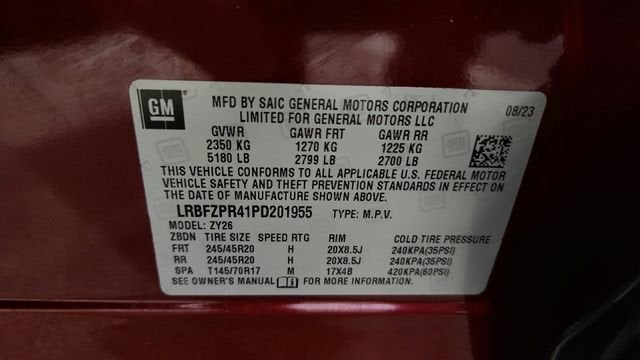 GM
MFD BY SAIC GENERAL MOTORS CORPORATION 08/23
LIMITED FOR GENERAL MOTORS LLC
GVWR GAWR FRT GAWR RR
2350 KG 1270 KG 1225 KG
5180 LB 2799 LB 2700 LB
THIS VEHICLE CONFORMS TO ALL APPLICABLE U.S. FEDERAL MOTOR
VEHICLE SAFETY AND THEFT PREVENTION STANDARDS IN EFFECT ON
THE DATE OF MANUFACTURE SHOWN ABOVE.
LRBFZPR41PD201955 TYPE: M.P.V.
MODEL: ZY26
ZBDN TIRE SIZE SPEED RTG RIM COLD TIRE PRESSURE
FRT 245/45R20 H 20X8.5J 240KPA(35PSI)
RR 245/45R20 H 20X8.5J 240KPA(35PSI)
SPA T145/70R17 M 17X4B 420KPA(60PSI)
SEE OWNER'S MANUAL FOR MORE INFORMATION.